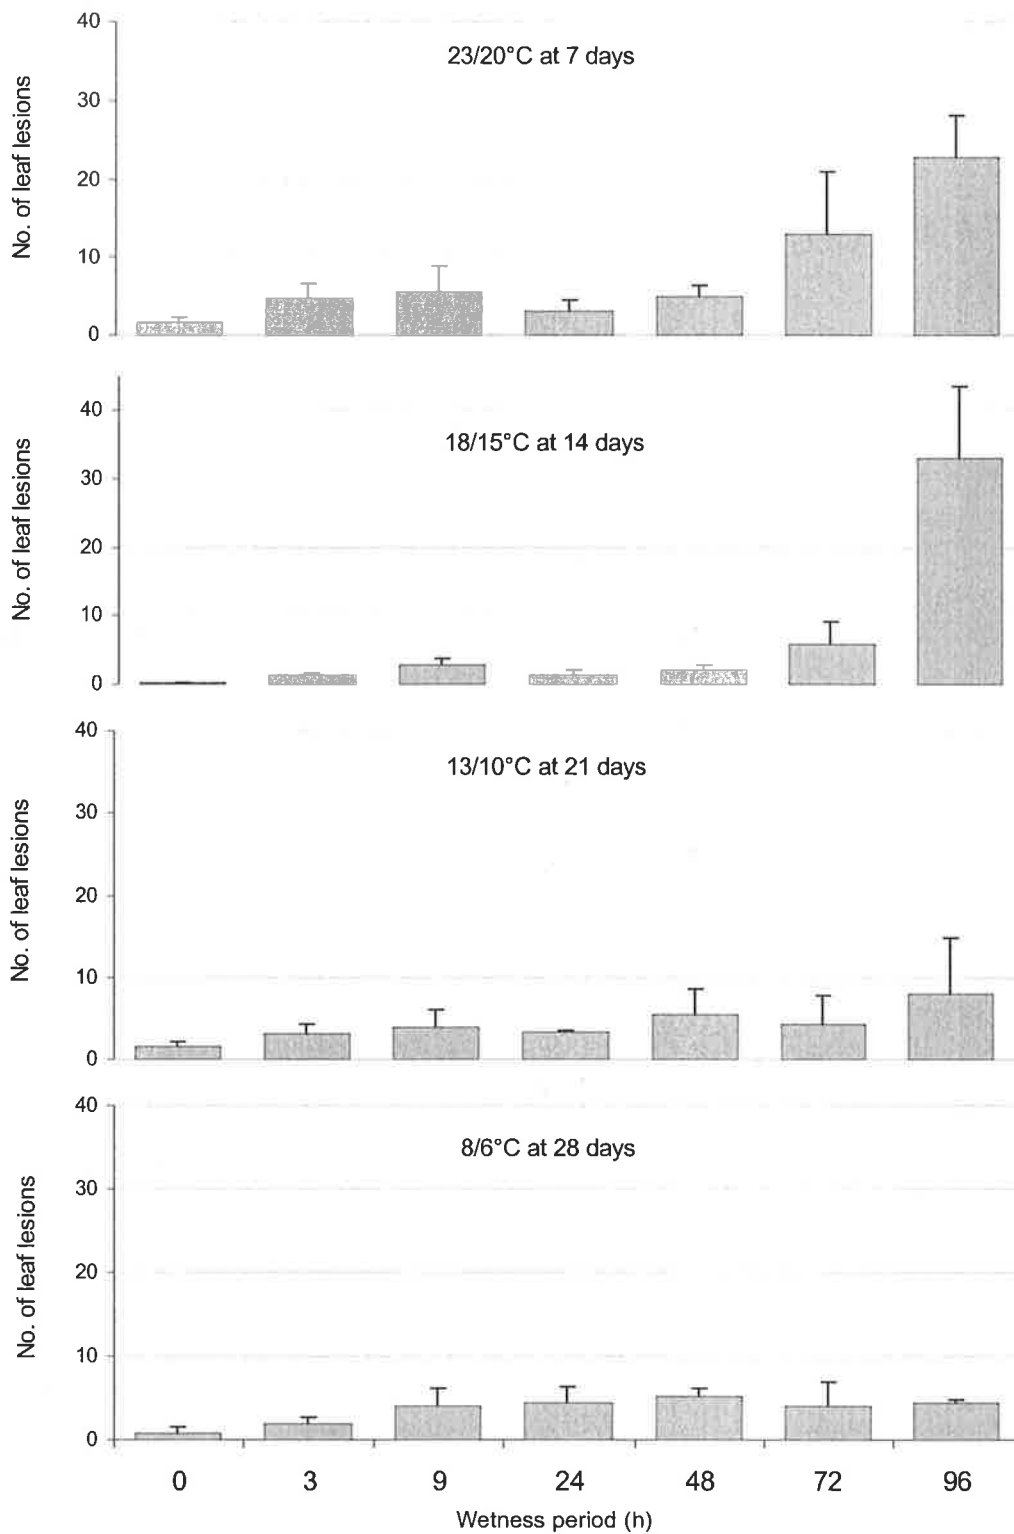 40
23/20°C at 7 days
30
20
10
0
No. of leaf lesions
40
18/15°C at 14 days
30
20
10
0
No. of leaf lesions
40
13/10°C at 21 days
30
20
10
0
No. of leaf lesions
40
8/6°C at 28 days
30
20
10
0
No. of leaf lesions
0 3 9 24 48 72 96
Wetness period (h)